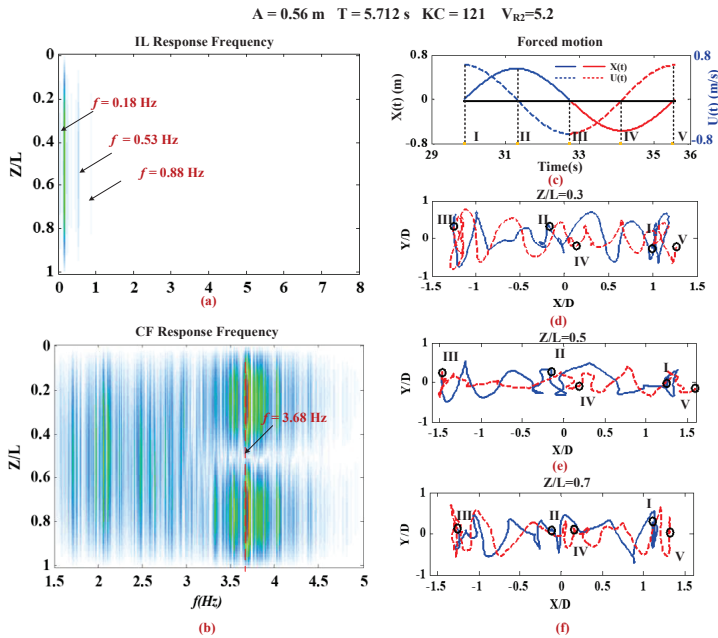 A = 0.56 m T = 5.712 s KC = 121 V_R2=5.2
IL Response Frequency
0
0.2
0.4
0.6
0.8
1
Z/L
f = 0.18 Hz
f = 0.53 Hz
f = 0.88 Hz
0 1 2 3 4 5 6 7 8
(a)
CF Response Frequency
0
0.2
0.4
0.6
0.8
1
Z/L
f = 3.68 Hz
1.5 2 2.5 3 3.5 4 4.5 5
f(Hz)
(b)
Forced motion
0.8
0
-0.8
X(t) (m)
X(t)
U(t)
0.8
0
-0.8
U(t) (m/s)
I II III IV V
29 31 33 35 36
Time(s)
(c)
Z/L=0.3
1
0
1
Y/D
III II IV I V
-1.5 -1 -0.5 0 0.5 1 1.5
X/D
(d)
Z/L=0.5
1
0
1
Y/D
III II IV I V
-1.5 -1 -0.5 0 0.5 1 1.5
X/D
(e)
Z/L=0.7
1
0
-1
Y/D
III II IV I V
-1.5 -1 -0.5 0 0.5 1 1.5
X/D
(f)